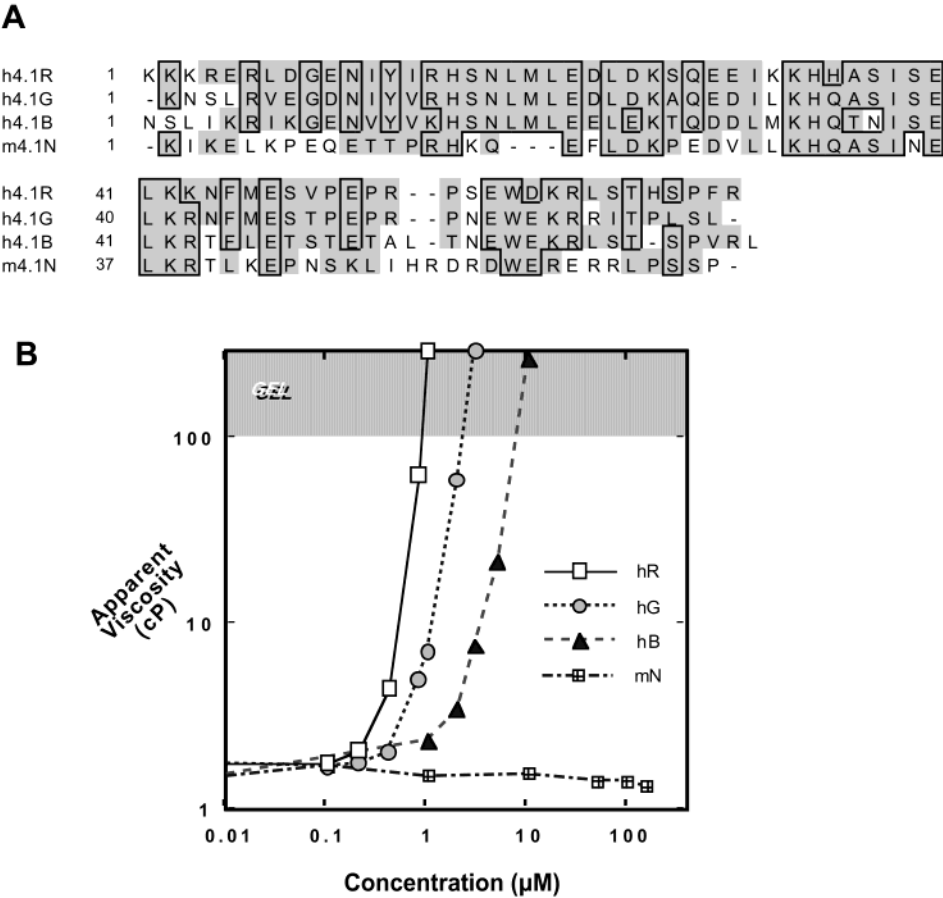 A
h4.1R 1 K K K R E R L D G E N I Y I R H S N L M L E D L D K S Q E E I K K H H A S I S E
h4.1G 1 - K N S L R V E G D N I Y V R H S N L M L E D L D K A Q E D I L K H Q A S I S E
h4.1B 1 N S L I K R I K G E N V Y V K H S N L M L E E L E K T Q D D L M K H Q T N I S E
m4.1N 1 - K I K E L K P E Q E T T P R H K Q - - - E F L D K P E D V L L K H Q A S I N E
h4.1R 41 L K K N F M E S V P E P R - - P S E W D K R L S T H S P F R
h4.1G 40 L K R N F M E S T P E P R - - P N E W E K R R I T P L S L -
h4.1B 41 L K R T F L E T S T E T A L - T N E W E K R L S T - S P V R L
m4.1N 37 L K R T L K E P N S K L I H R D R D W E R E R R L P S S P -
B
GEL
100
10
1
Apparent
Viscosity
(cP)
hR
hG
hB
mN
0.01 0.1 1 10 100
Concentration (µM)